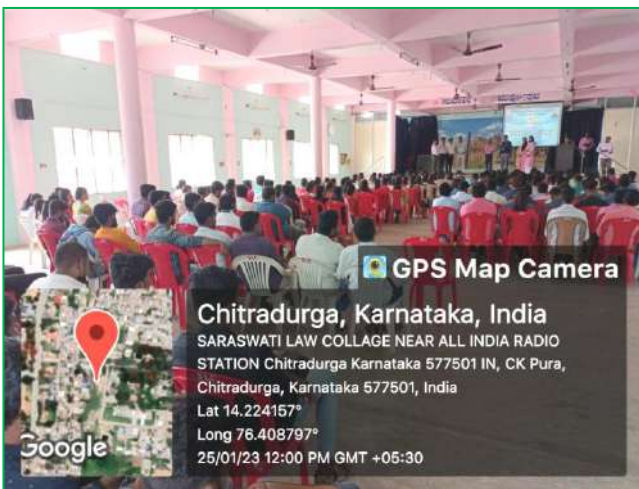 GPS Map Camera
Chitradurga, Karnataka, India
SARASWATI LAW COLLAGE NEAR ALL INDIA RADIO
STATION Chitradurga Karnataka 577501 IN, CK Pura,
Chitradurga, Karnataka 577501, India
Lat 14.224157°
Long 76.408797°
25/01/23 12:00 PM GMT +05:30
Google